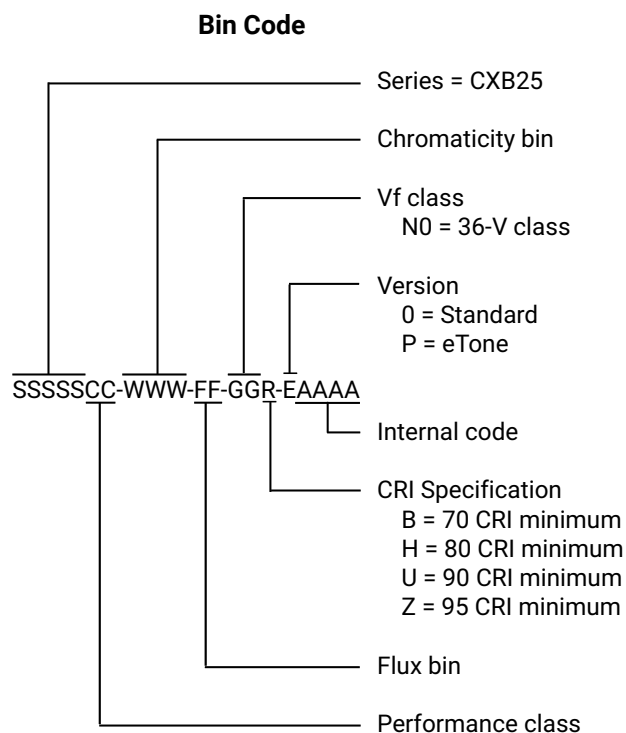 Bin Code
Series = CXB25
Chromaticity bin
Vf class
N0 = 36-V class
Version
0 = Standard
P = eTone
SSSSSCC-WWW-FF-GGR-EAAAA
Internal code
CRI Specification
B = 70 CRI minimum
H = 80 CRI minimum
U = 90 CRI minimum
Z = 95 CRI minimum
Flux bin
Performance class